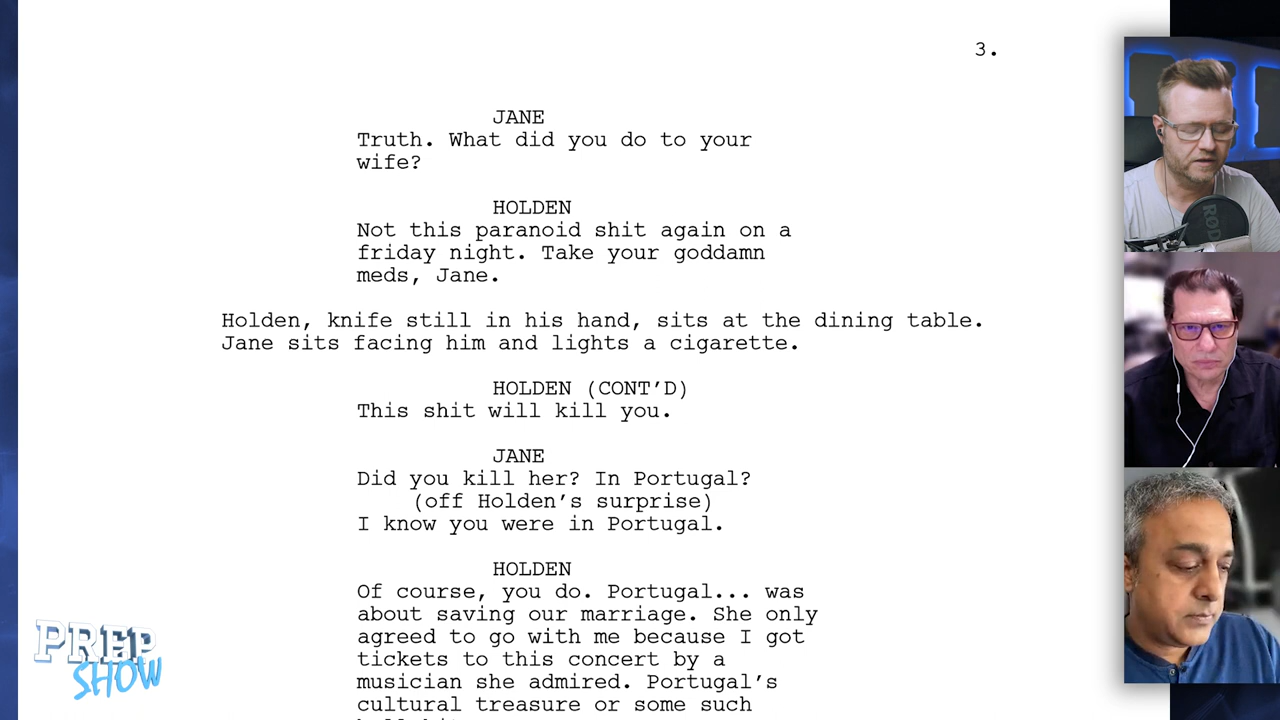 3.
JANE
Truth. What did you do to your
wife?
HOLDEN
Not this paranoid shit again on a
friday night. Take your goddamn
meds, Jane.
Holden, knife still in his hand, sits at the dining table.
Jane sits facing him and lights a cigarette.
HOLDEN (CONT'D)
This shit will kill you.
JANE
Did you kill her? In Portugal?
(off Holden's surprise)
I know you were in Portugal.
HOLDEN
Of course, you do. Portugal... was
about saving our marriage. She only
agreed to go with me because I got
tickets to this concert by a
musician she admired. Portugal's
cultural treasure or some such
PREP
SHOW
RØDE